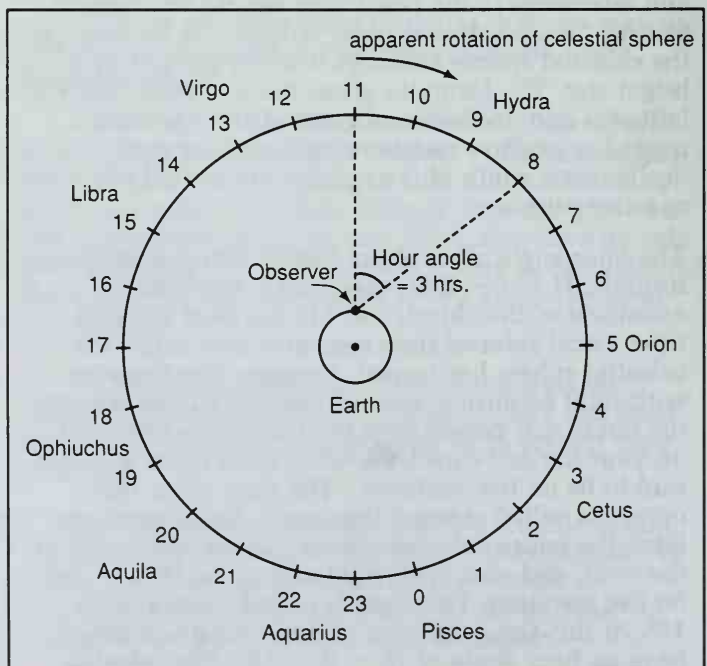 apparent rotation of celestial sphere
Virgo
12
11
10
Hydra
13
9
14
8
Libra
15
7
Observer
Hour angle
= 3 hrs.
16
6
17
5 Orion
Earth
18
4
Ophiuchus
19
3
Cetus
20
2
Aquila
21
1
22
23
0
Aquarius
Pisces